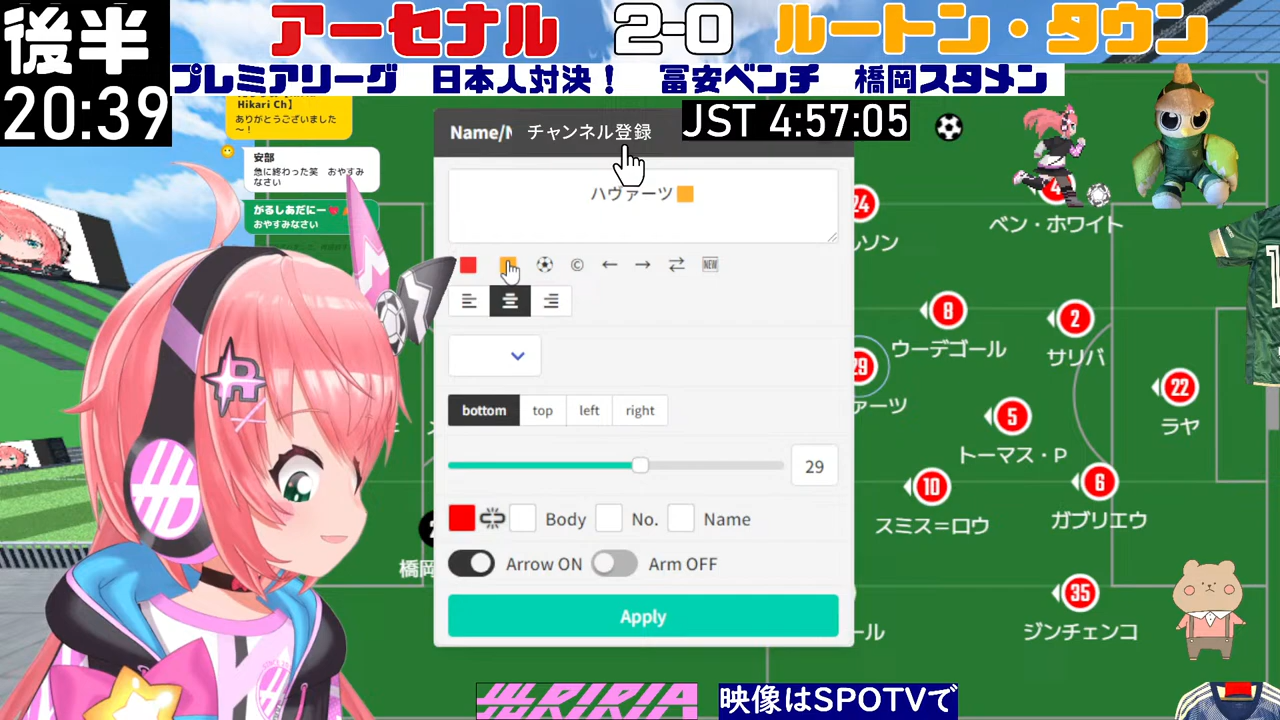 後半
20:39
アーセナル 2-0 ルートン・タウン
プレミアリーグ 日本人対決！ 冨安ベンチ 橋岡スタメン
JST 4:57:05
Hikari Ch】
ありがとうございました
～！
安部
急に終わった笑 おやすみ
なさい
がるしあだにー
おやすみなさい
Name/N
チャンネル登録
ハヴァーツ
NEW
bottom
top
left
right
29
Body
No.
Name
Arrow ON
Arm OFF
Apply
24
ルソン
4
ベン・ホワイト
8
ウーデゴール
2
サリバ
29
ァーツ
22
ラヤ
5
トーマス・P
10
スミス＝ロウ
6
ガブリエウ
35
ジンチェンコ
ール
橋岡
R
RIRIA
映像はSPOTVで